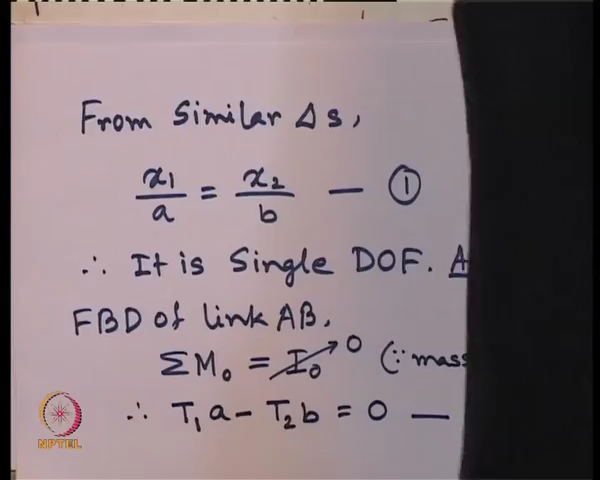 From Similar Δs,
x₁/a = x₂/b — ①
∴ It is Single DOF. A
FBD of link AB.
ΣM₀ = I₀ → 0 (∵ mass
∴ T₁a - T₂b = 0 —
NPTEL